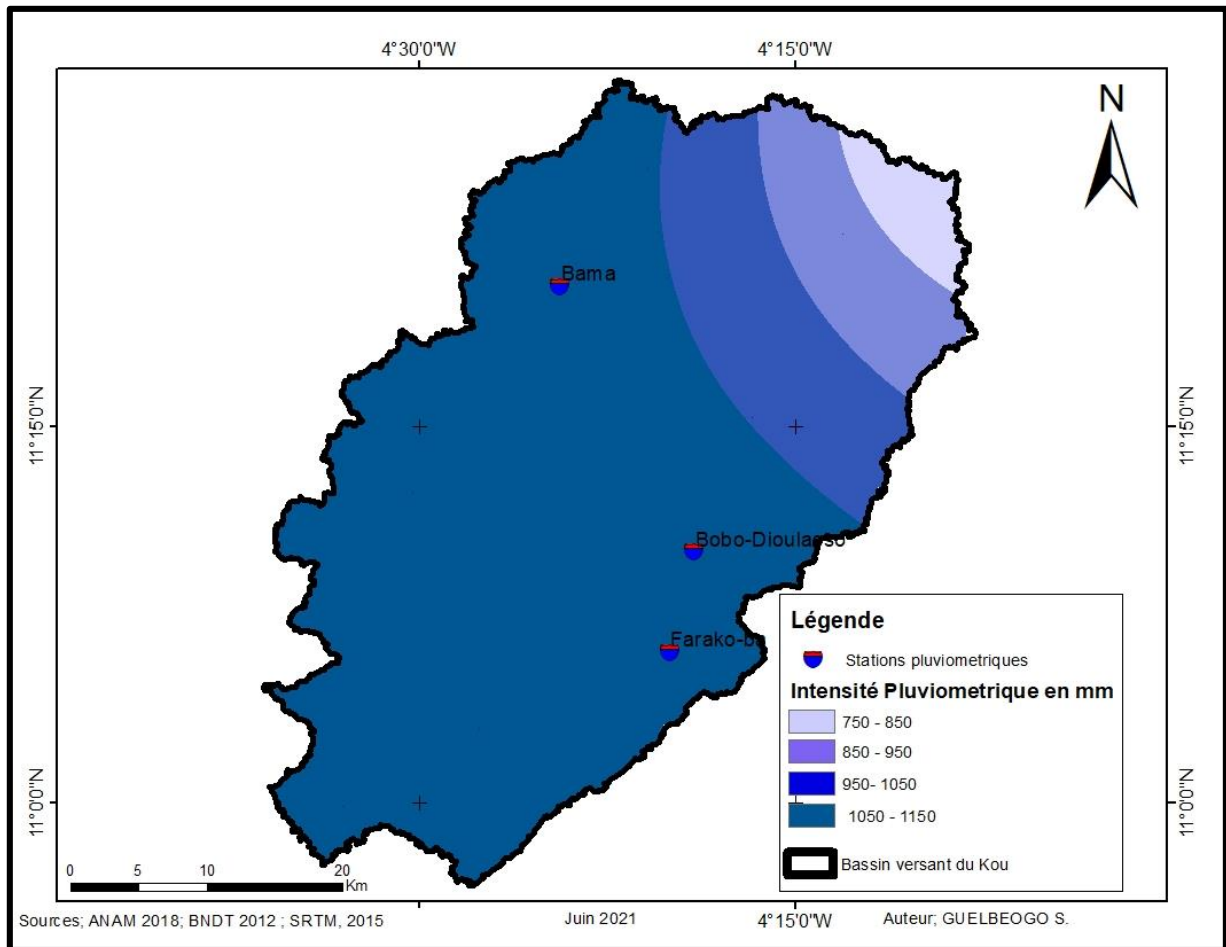 4°30'0"W
4°15'0"W
N
Bama
11°15'0"N
11°15'0"N
Bobo-Dioulasso
Farako-b
Légende
Stations pluviometriques
Intensité Pluviometrique en mm
750 - 850
850 - 950
950- 1050
1050 - 1150
Bassin versant du Kou
11°0'0"N
11°0'0"N
0 5 10 20
Km
Sources; ANAM 2018; BNDT 2012 ; SRTM, 2015
Juin 2021
4°15'0"W
Auteur; GUELBEOGO S.